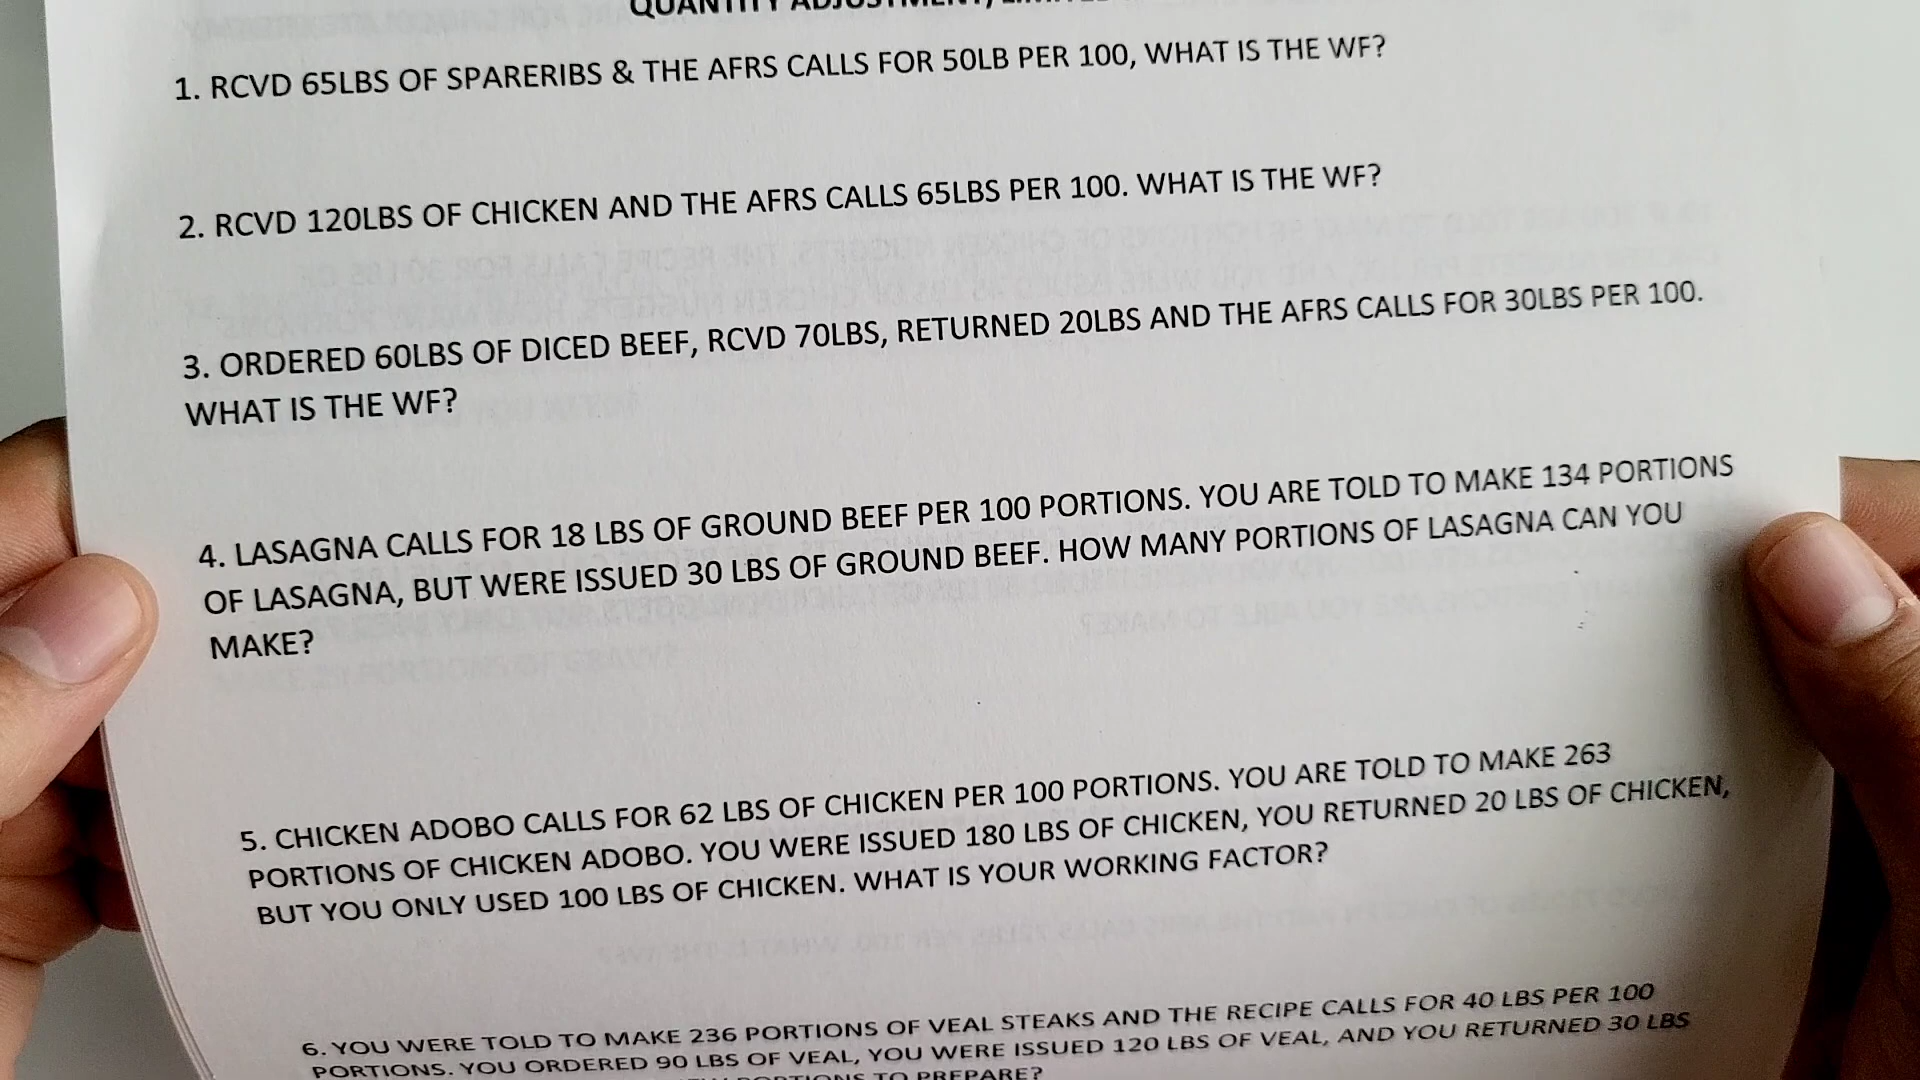 QUANTITY
1. RCVD 65LBS OF SPARERIBS & THE AFRS CALLS FOR 50LB PER 100, WHAT IS THE WF?
2. RCVD 120LBS OF CHICKEN AND THE AFRS CALLS 65LBS PER 100. WHAT IS THE WF?
3. ORDERED 60LBS OF DICED BEEF, RCVD 70LBS, RETURNED 20LBS AND THE AFRS CALLS FOR 30LBS PER 100.
WHAT IS THE WF?
4. LASAGNA CALLS FOR 18 LBS OF GROUND BEEF PER 100 PORTIONS. YOU ARE TOLD TO MAKE 134 PORTIONS
OF LASAGNA, BUT WERE ISSUED 30 LBS OF GROUND BEEF. HOW MANY PORTIONS OF LASAGNA CAN YOU
MAKE?
5. CHICKEN ADOBO CALLS FOR 62 LBS OF CHICKEN PER 100 PORTIONS. YOU ARE TOLD TO MAKE 263
PORTIONS OF CHICKEN ADOBO. YOU WERE ISSUED 180 LBS OF CHICKEN, YOU RETURNED 20 LBS OF CHICKEN,
BUT YOU ONLY USED 100 LBS OF CHICKEN. WHAT IS YOUR WORKING FACTOR?
6. YOU WERE TOLD TO MAKE 236 PORTIONS OF VEAL STEAKS AND THE RECIPE CALLS FOR 40 LBS PER 100
PORTIONS. YOU ORDERED 90 LBS OF VEAL, YOU WERE ISSUED 120 LBS OF VEAL, AND YOU RETURNED 30 LBS
PORTIONS TO PREPARE?